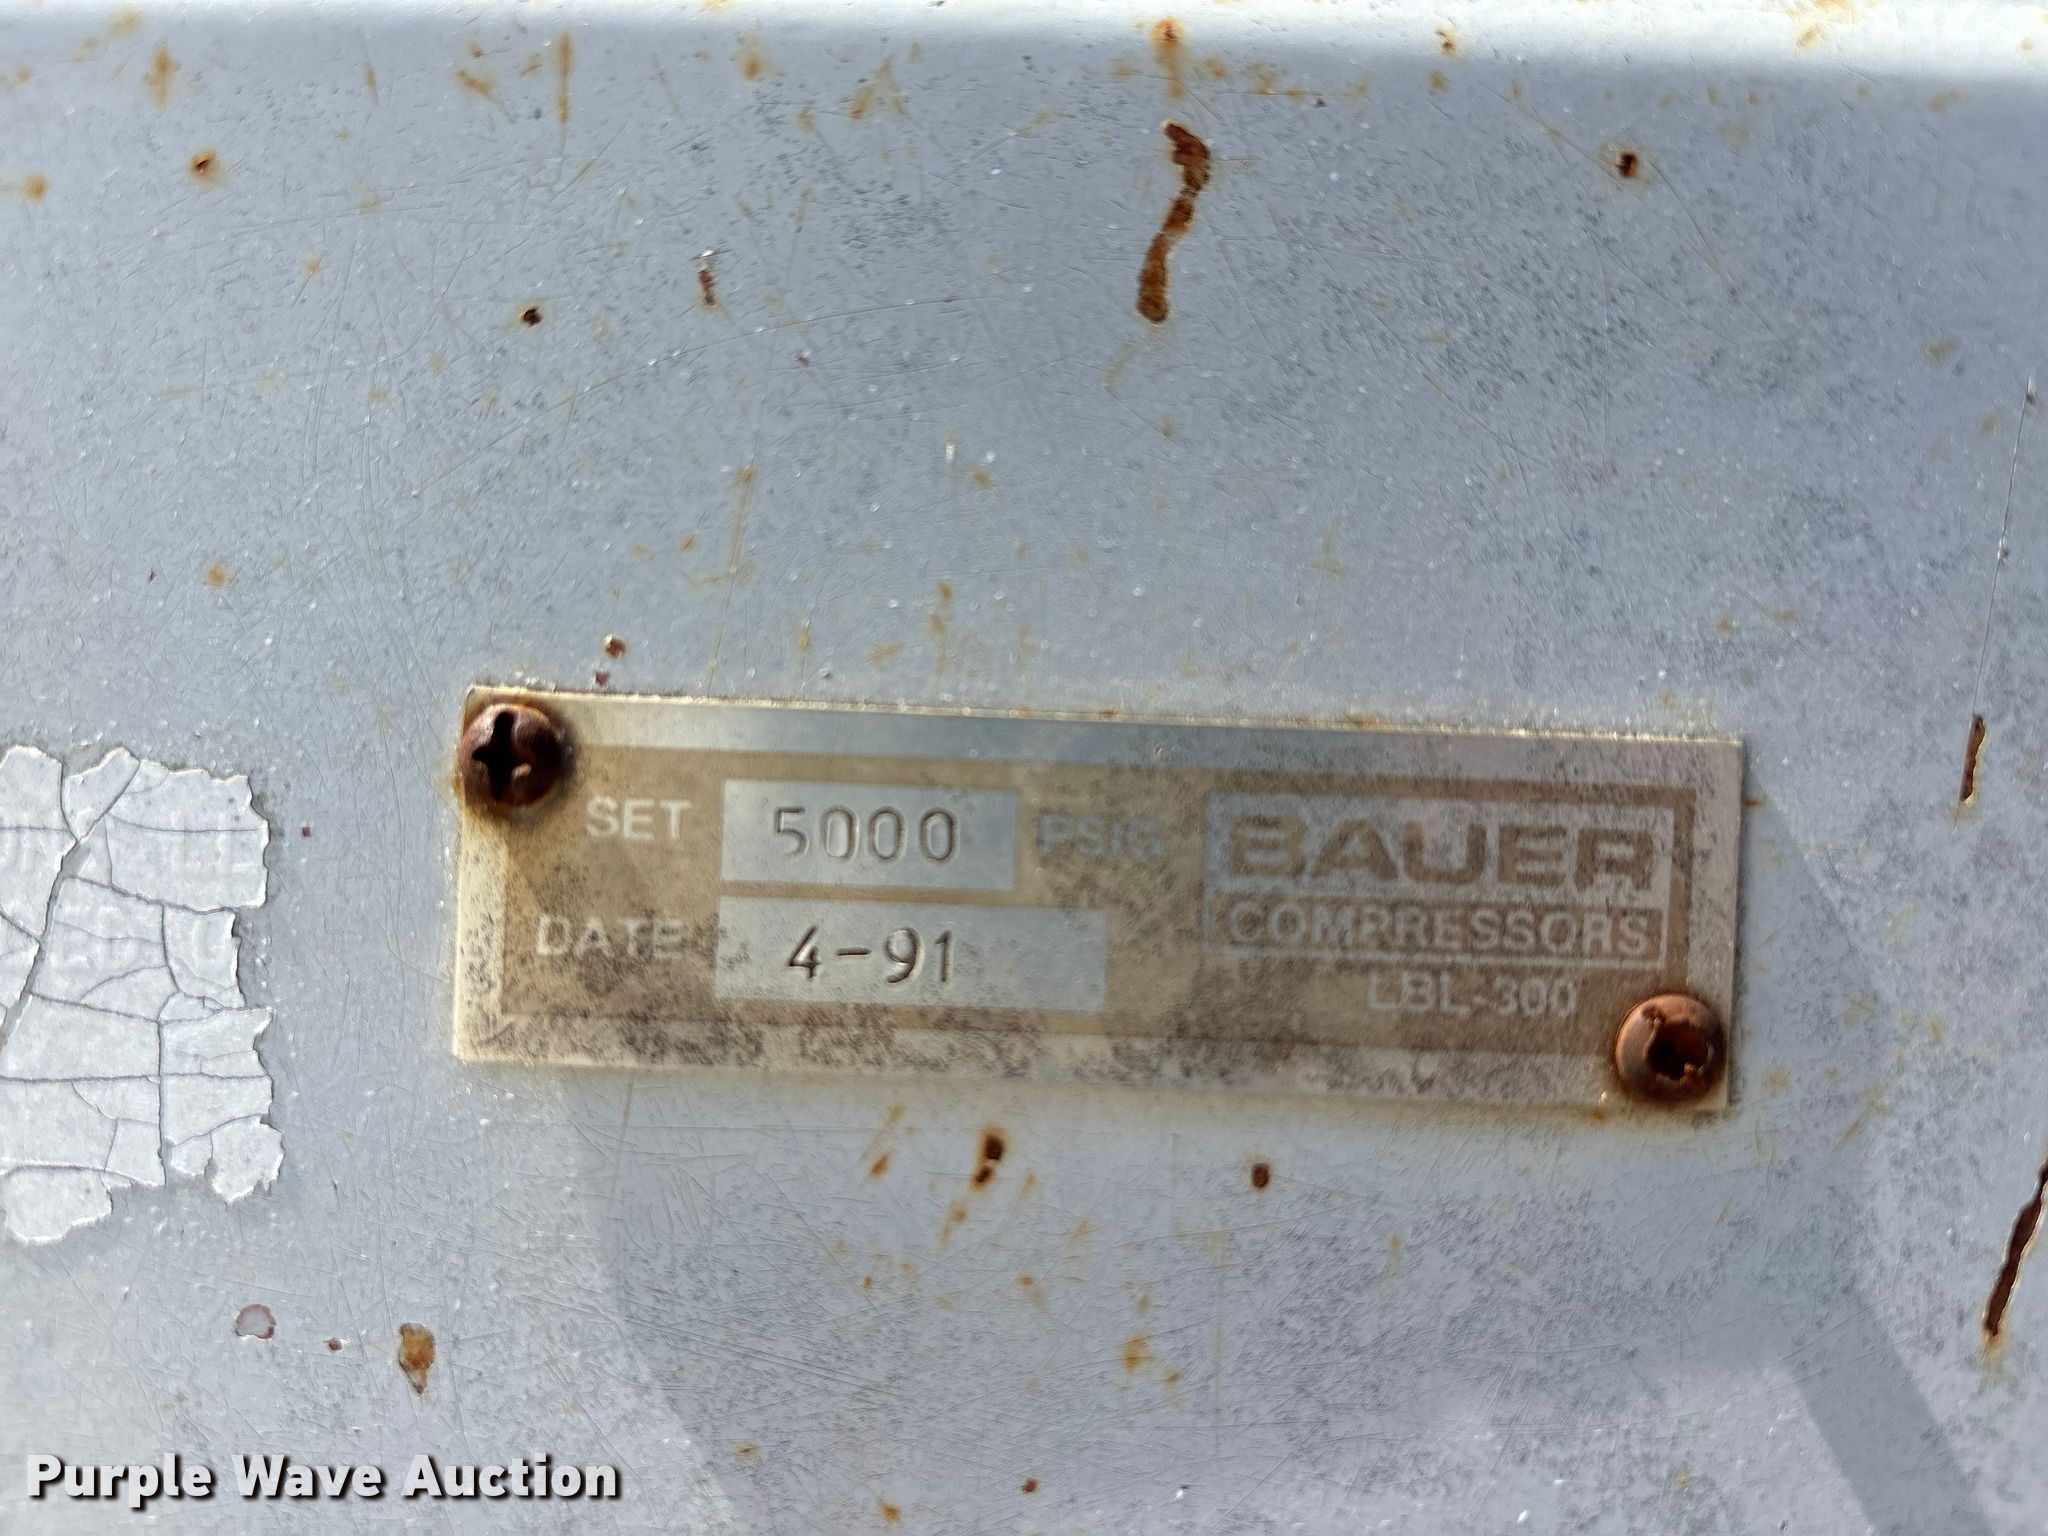 SET 5000 PSIG
DATE 4-91
BAUER
COMPRESSORS
LBL-300
Purple Wave Auction